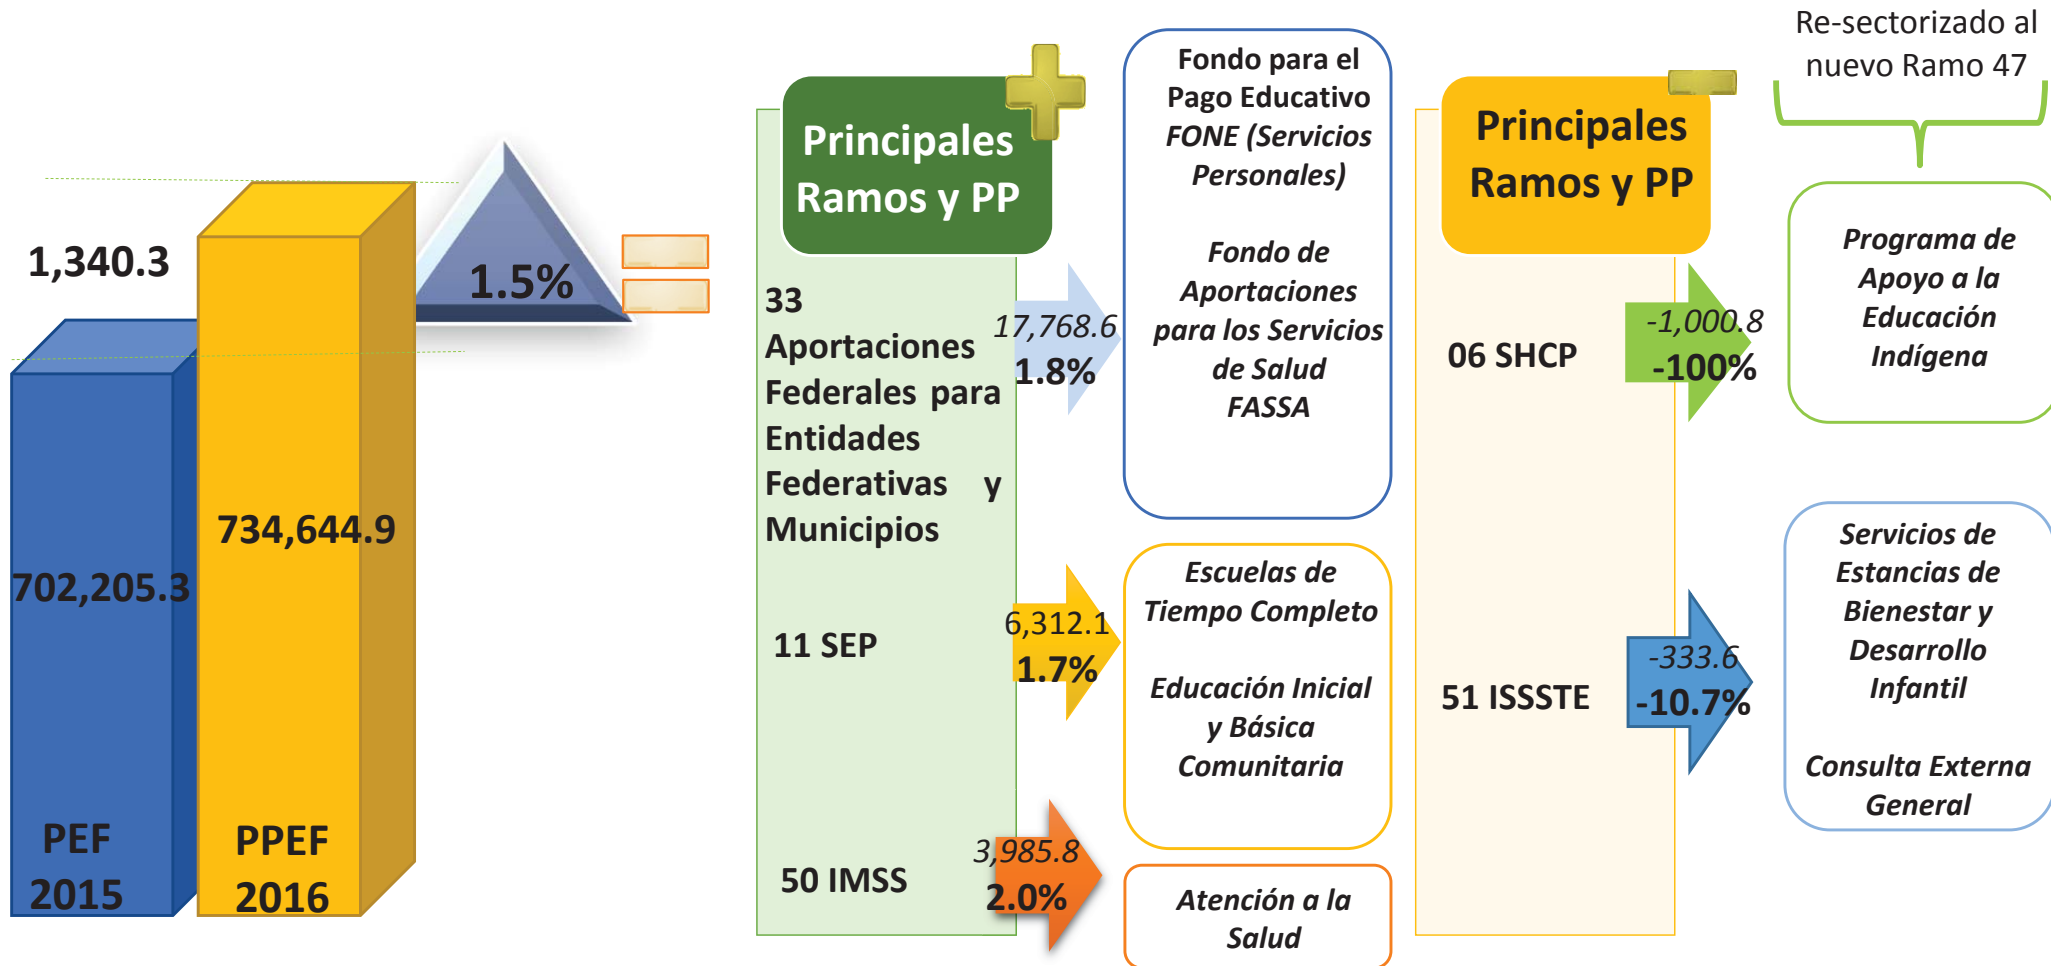 1,340.3
702,205.3
PEF
2015
734,644.9
PPEF
2016
1.5%
Principales
Ramos y PP
33
Aportaciones
Federales para
Entidades
Federativas y
Municipios
17,768.6
1.8%
Fondo para el
Pago Educativo
FONE (Servicios
Personales)
Fondo de
Aportaciones
para los Servicios
de Salud
FASSA
11 SEP
6,312.1
1.7%
Escuelas de
Tiempo Completo
Educación Inicial
y Básica
Comunitaria
50 IMSS
3,985.8
2.0%
Atención a la
Salud
Principales
Ramos y PP
Re-sectorizado al
nuevo Ramo 47
06 SHCP
-1,000.8
-100%
Programa de
Apoyo a la
Educación
Indígena
51 ISSSTE
-333.6
-10.7%
Servicios de
Estancias de
Bienestar y
Desarrollo
Infantil
Consulta Externa
General